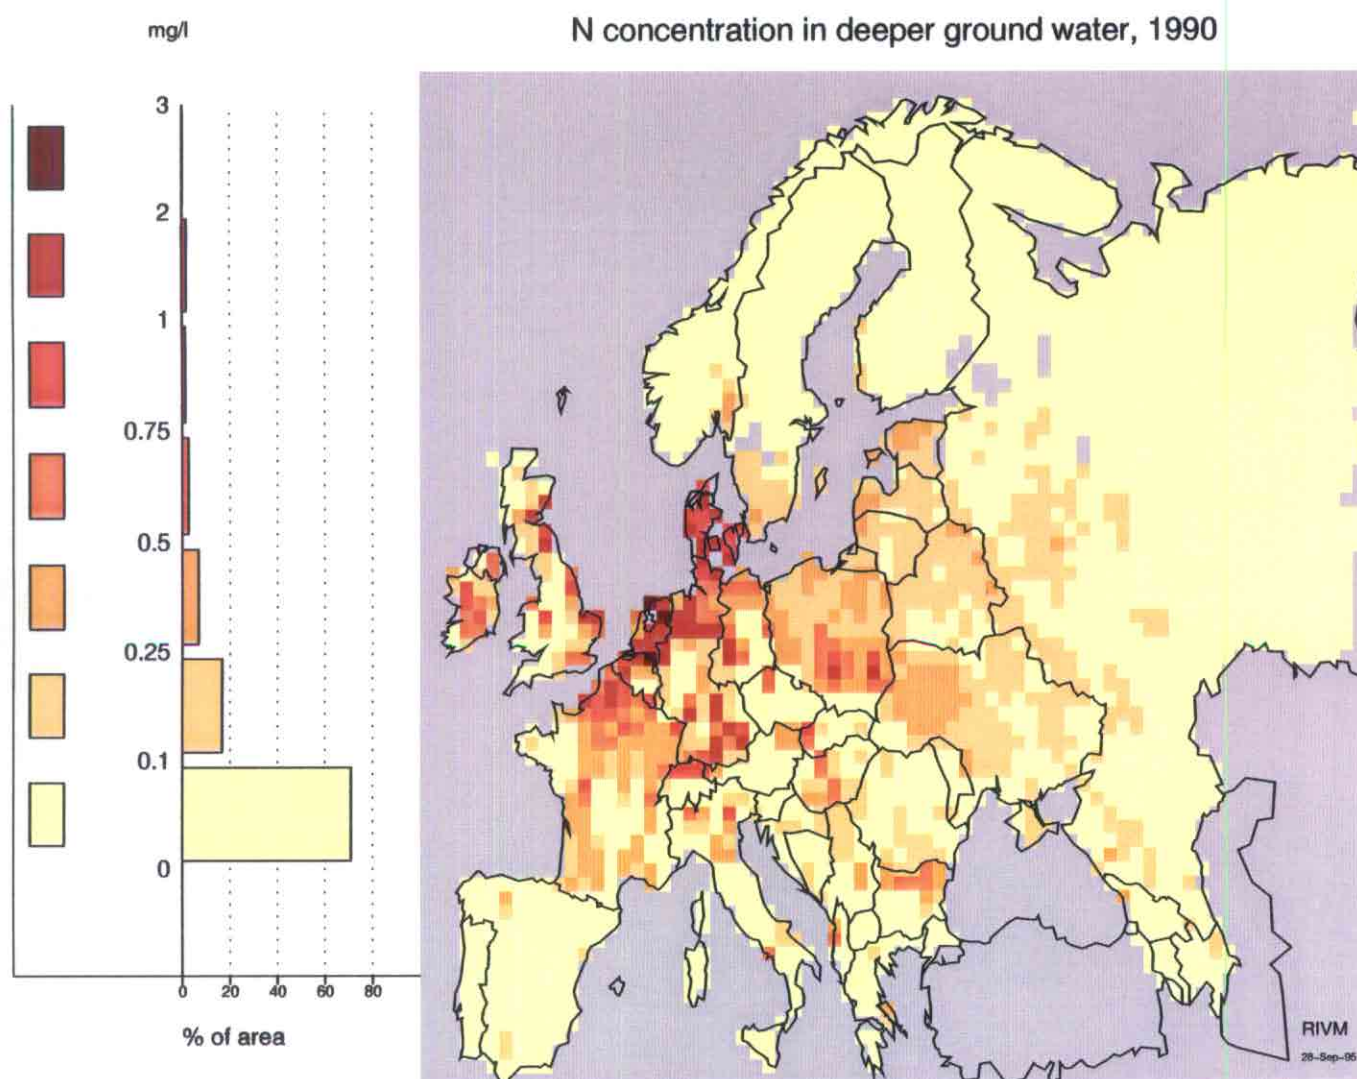 mg/l
N concentration in deeper ground water, 1990
3
2
1
0.75
0.5
0.25
0.1
0
0 20 40 60 80
% of area
RIVM
28-Sep-95